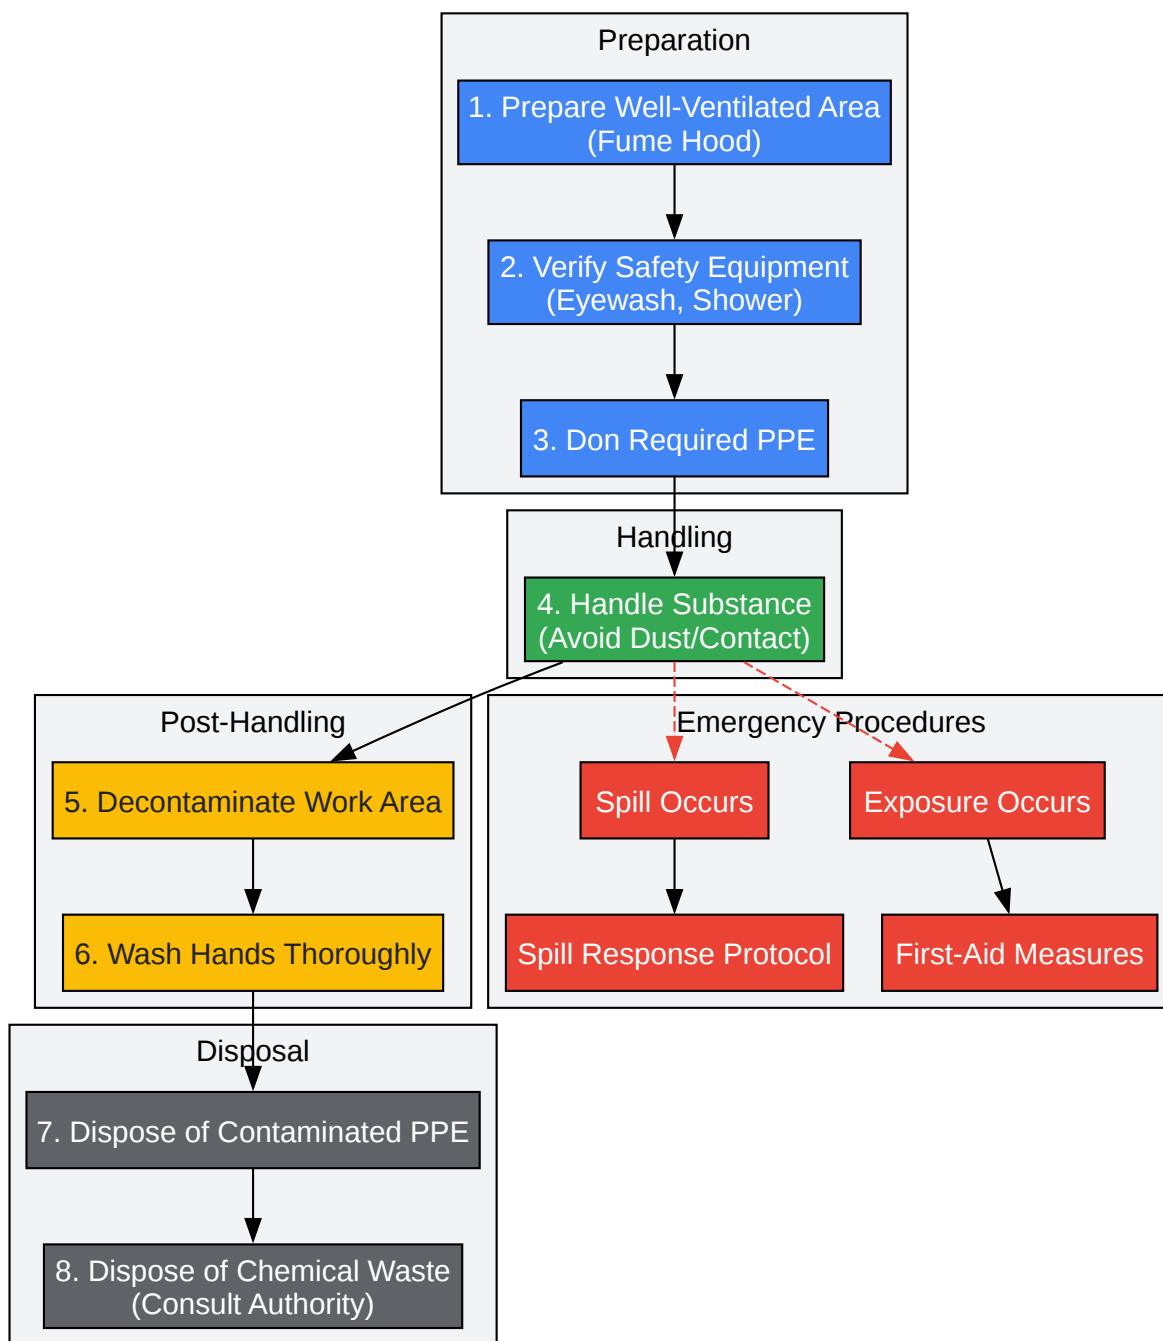 Preparation
1. Prepare Well-Ventilated Area
(Fume Hood)
2. Verify Safety Equipment
(Eyewash, Shower)
3. Don Required PPE
Handling
4. Handle Substance
(Avoid Dust/Contact)
Post-Handling
5. Decontaminate Work Area
6. Wash Hands Thoroughly
Emergency Procedures
Spill Occurs
Exposure Occurs
Spill Response Protocol
First-Aid Measures
Disposal
7. Dispose of Contaminated PPE
8. Dispose of Chemical Waste
(Consult Authority)